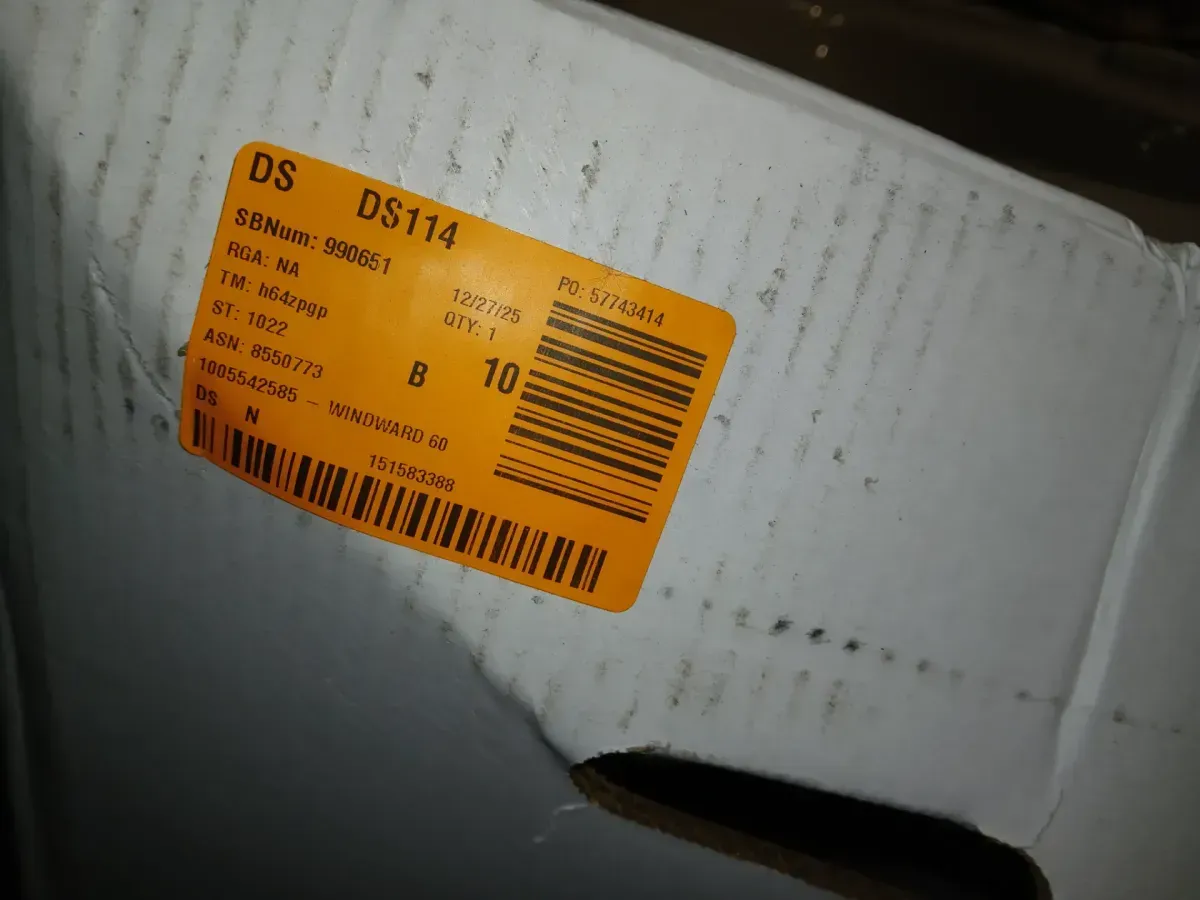 DS DS114
SBNum: 990651
RGA: NA
TM: h64zpgp
ST: 1022
ASN: 8550773
12/27/25
QTY: 1
B 10
PO: 57743414
1005542585 – WINDWARD 60
DS N
151583388